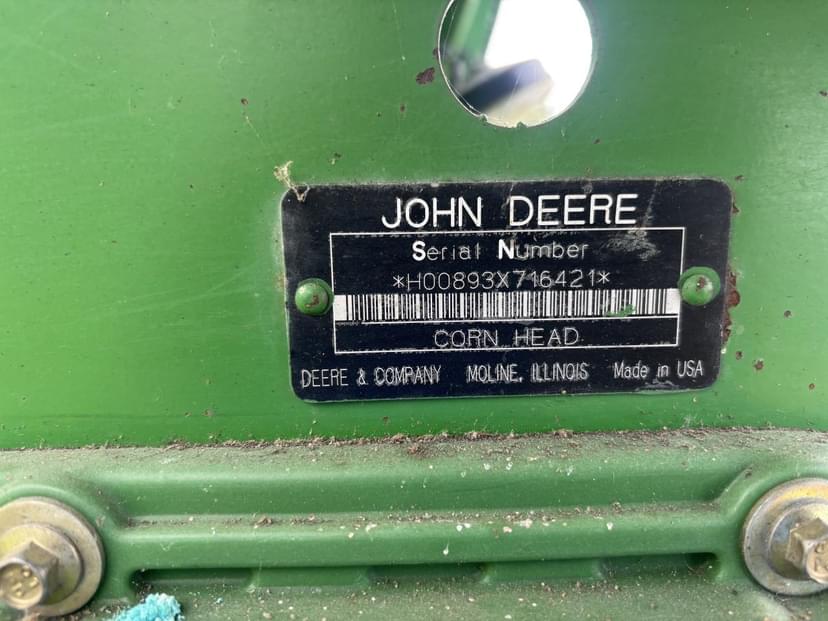 JOHN DEERE
Serial Number
*H00893X716421*
CORN HEAD
DEERE & COMPANY MOLINE, ILLINOIS Made in USA